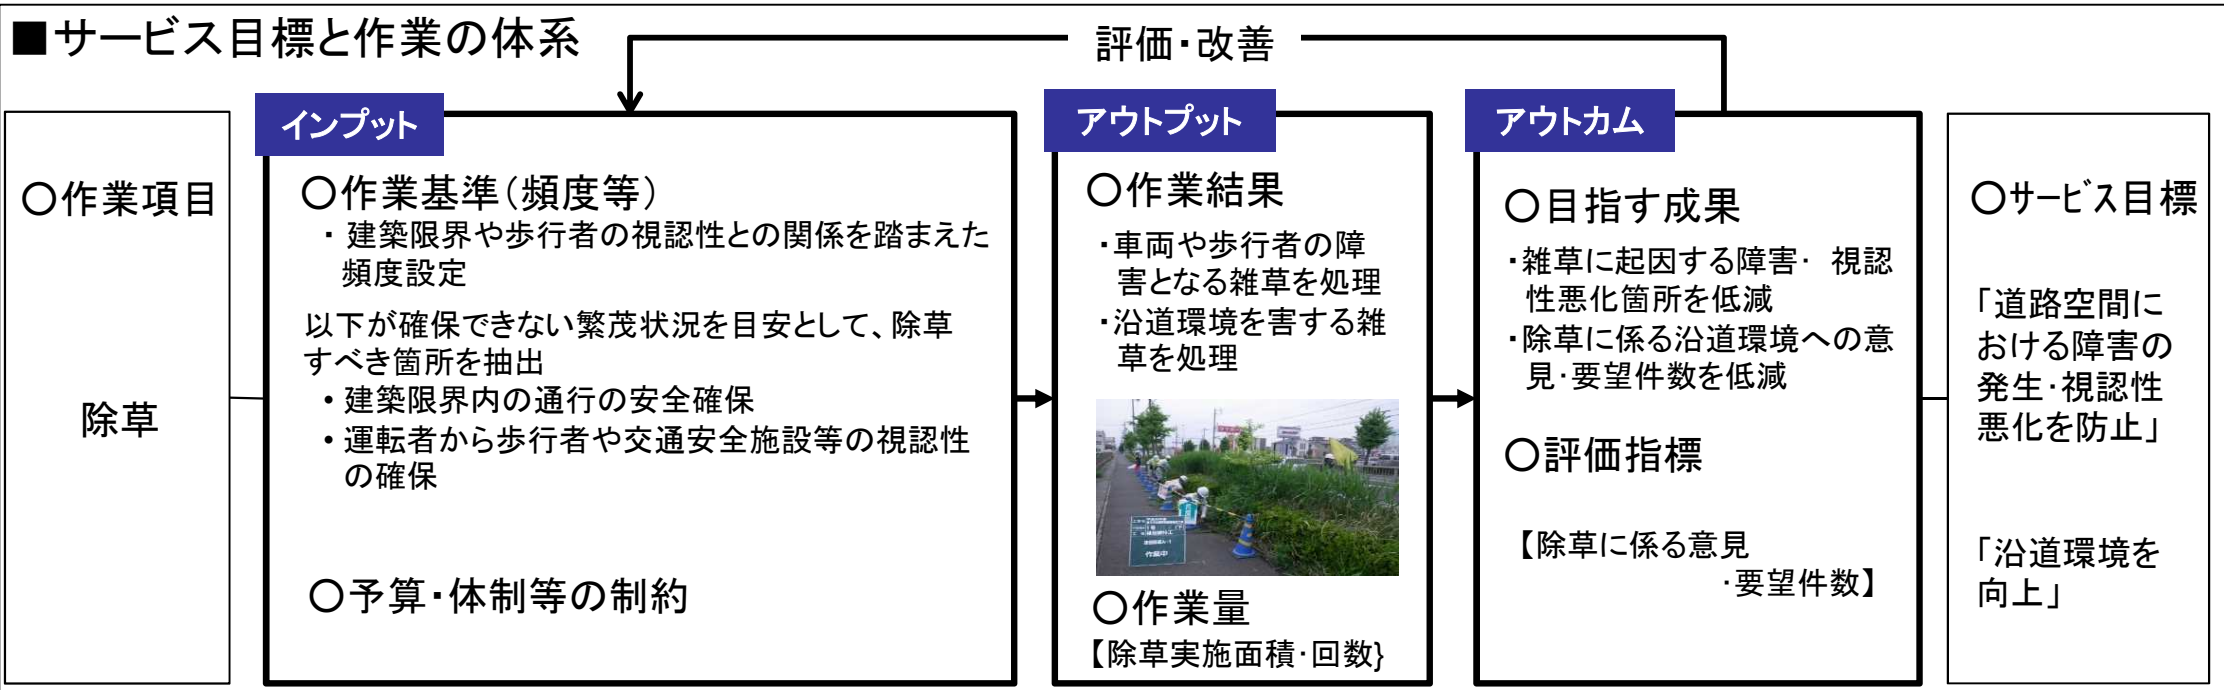 ■サービス目標と作業の体系
評価・改善
〇作業項目
除草
インプット
〇作業基準(頻度等)
・建築限界や歩行者の視認性との関係を踏まえた
頻度設定
以下が確保できない繁茂状況を目安として、除草
すべき箇所を抽出
•建築限界内の通行の安全確保
•運転者から歩行者や交通安全施設等の視認性
の確保
〇予算・体制等の制約
アウトプット
〇作業結果
・車両や歩行者の障
害となる雑草を処理
・沿道環境を害する雑
草を処理
作業中
〇作業量
【除草実施面積・回数}
アウトカム
〇目指す成果
・雑草に起因する障害・ 視認
性悪化箇所を低減
・除草に係る沿道環境への意
見・要望件数を低減
〇評価指標
【除草に係る意見
・要望件数】
〇サービス目標
「道路空間に
おける障害の
発生・視認性
悪化を防止」
「沿道環境を
向上」